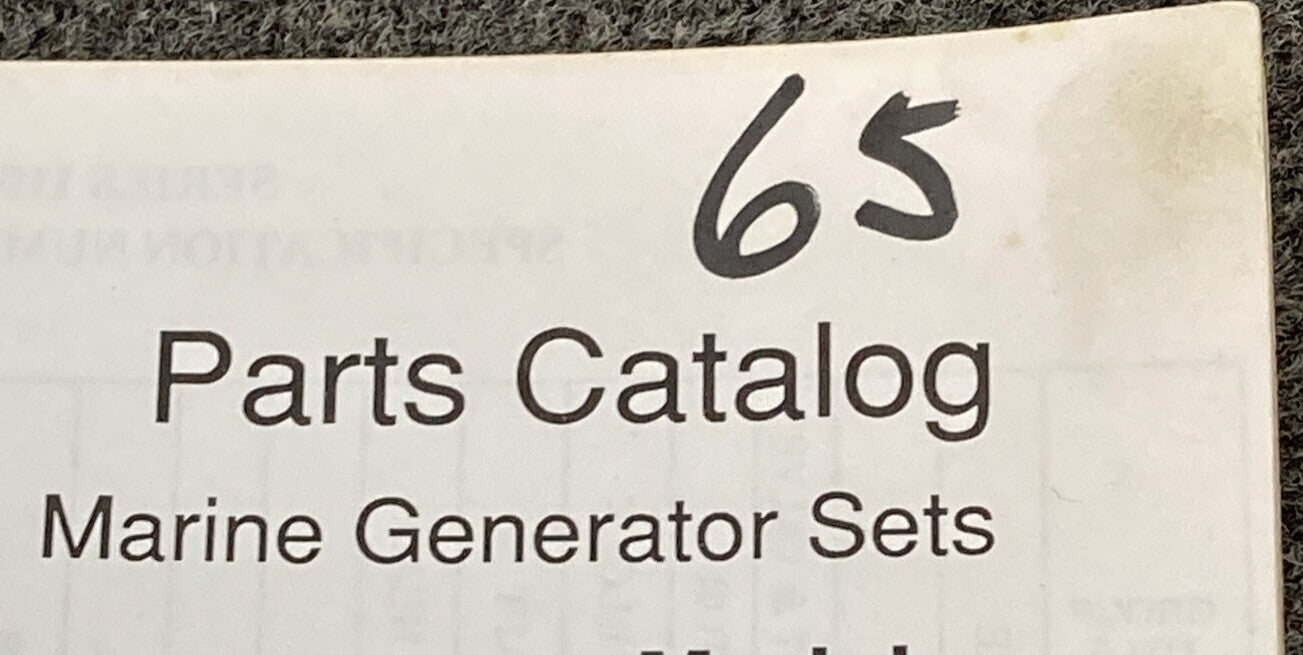 65
Parts Catalog
Marine Generator Sets